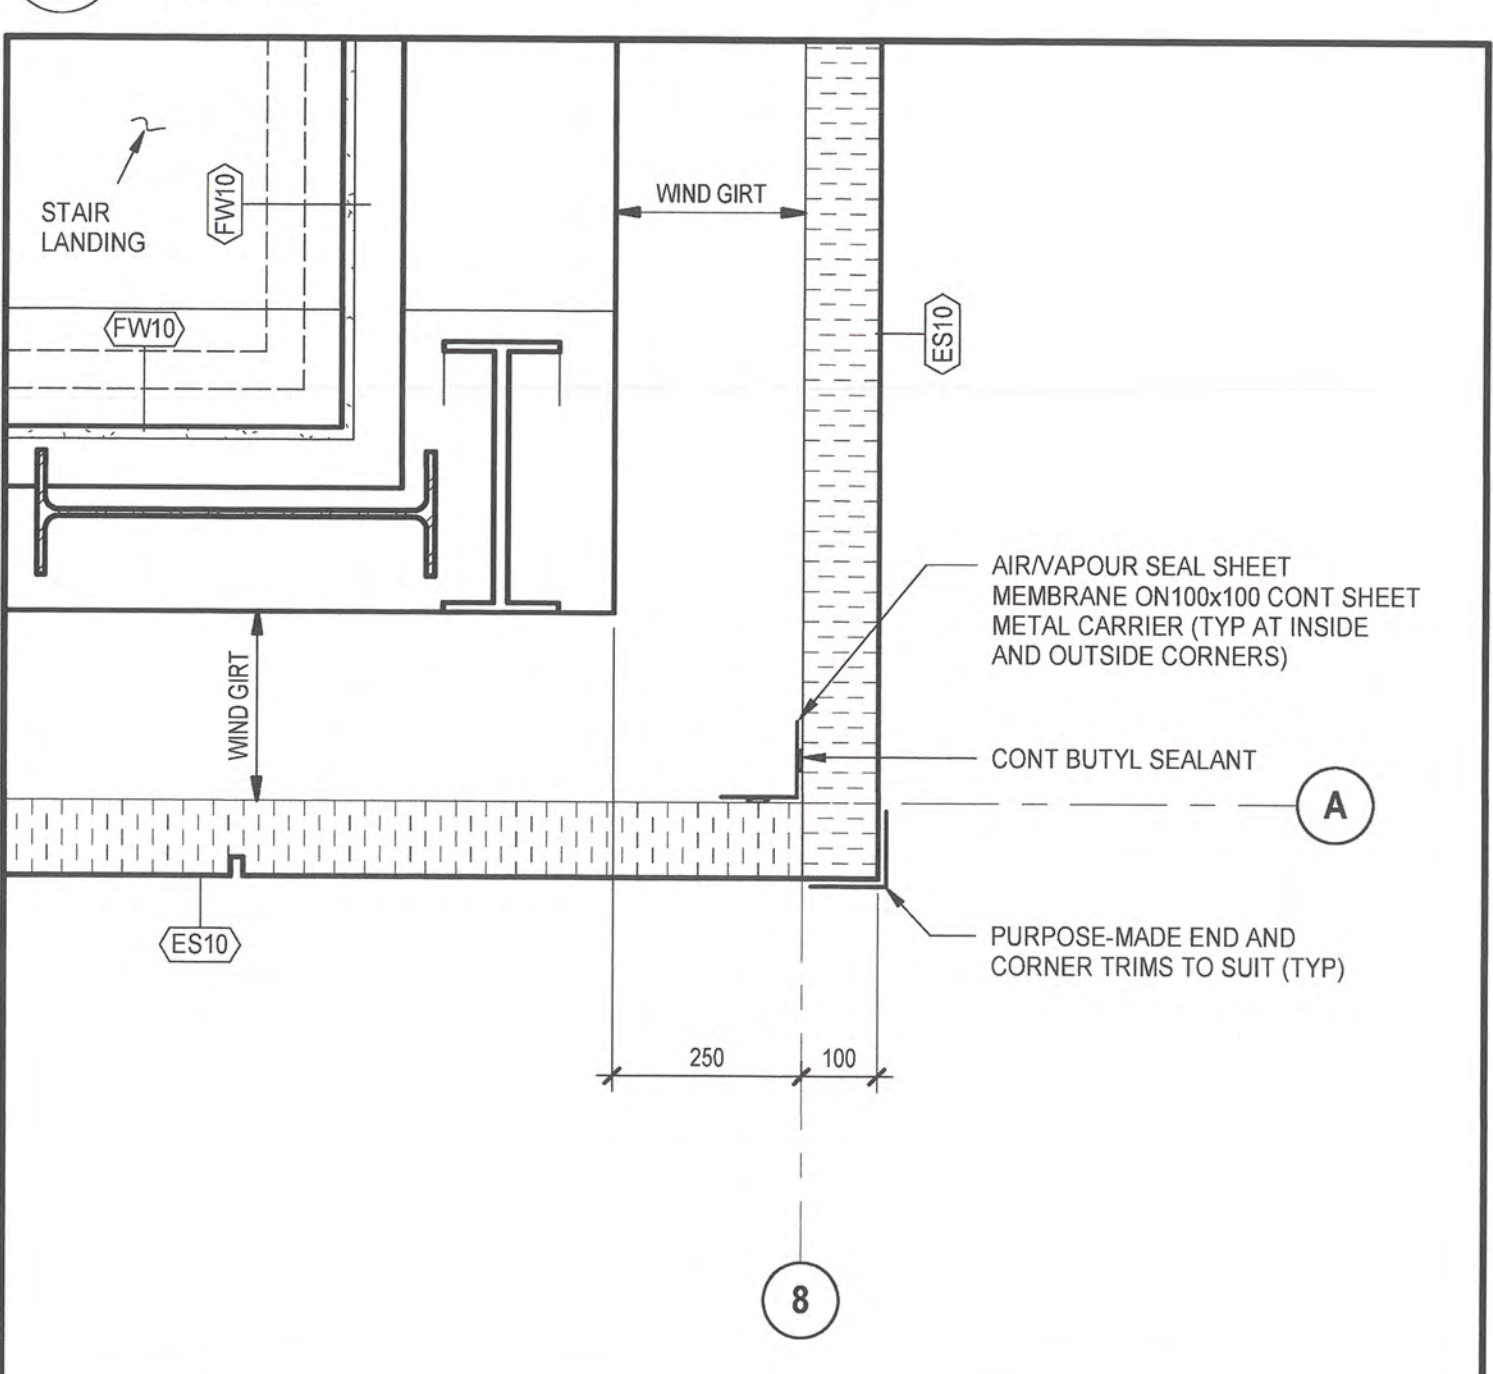 STAIR
LANDING
FW10
FW10
WIND GIRT
ES10
WIND GIRT
AIR/VAPOUR SEAL SHEET
MEMBRANE ON100x100 CONT SHEET
METAL CARRIER (TYP AT INSIDE
AND OUTSIDE CORNERS)
CONT BUTYL SEALANT
A
ES10
PURPOSE-MADE END AND
CORNER TRIMS TO SUIT (TYP)
250
100
8